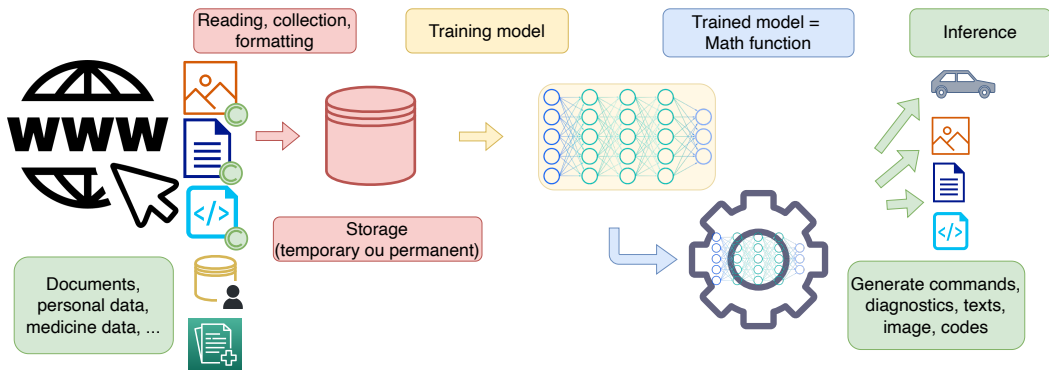 Reading, collection,
formatting
Training model
Trained model =
Math function
Inference
WWW
C
C
</>
C
</>
Storage
(temporary ou permanent)
Documents,
personal data,
medicine data, ...
Generate commands,
diagnostics, texts,
image, codes